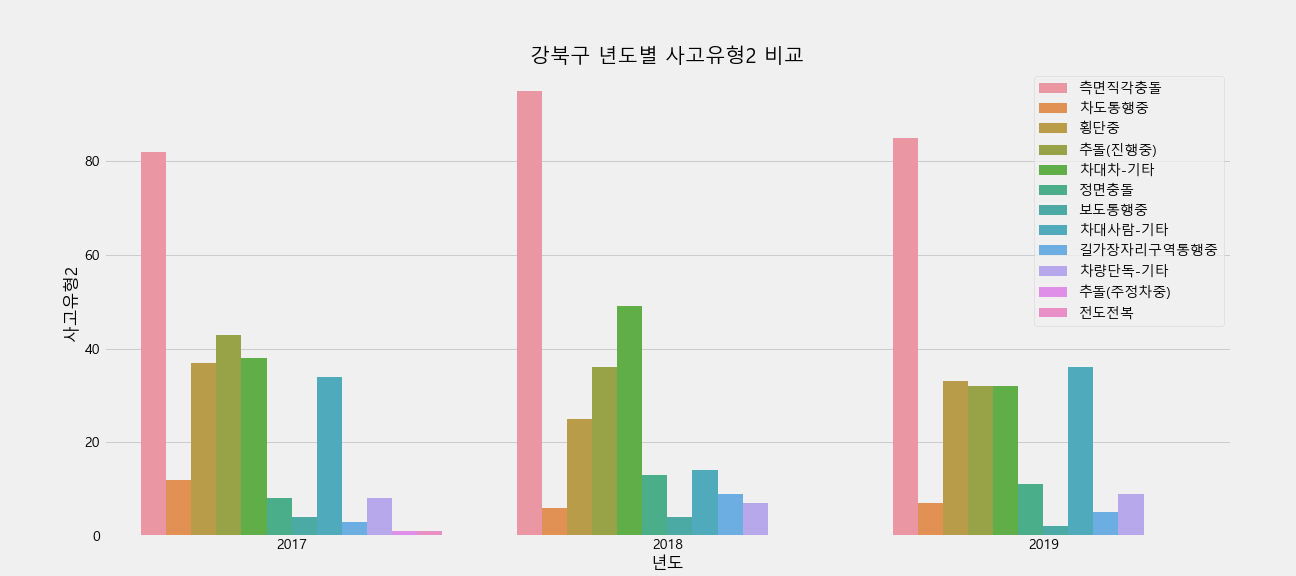 강북구 년도별 사고유형2 비교
측면직각충돌
차도통행중
횡단중
추돌(진행중)
차대차-기타
정면충돌
보도통행중
차대사람-기타
길가장자리구역통행중
차량단독-기타
추돌(주정차중)
전도전복
사고유형2
80
60
40
20
0
2017
2018
2019
년도